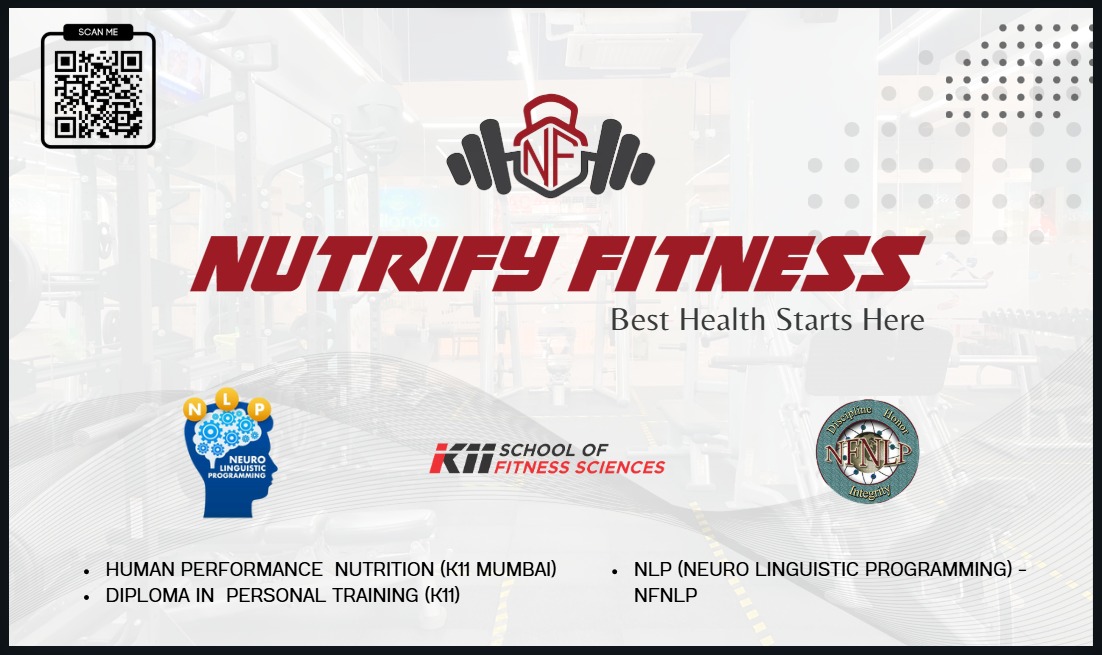 SCAN ME
NF
NUTRIFY FITNESS
Best Health Starts Here
N L P
NEURO
LINGUISTIC
PROGRAMMING
K11 SCHOOL OF
FITNESS SCIENCES
Discipline Honor
NFNLP
Integrity
• HUMAN PERFORMANCE  NUTRITION (K11 MUMBAI)
• DIPLOMA IN  PERSONAL TRAINING (K11)
• NLP (NEURO LINGUISTIC PROGRAMMING) –
NFNLP